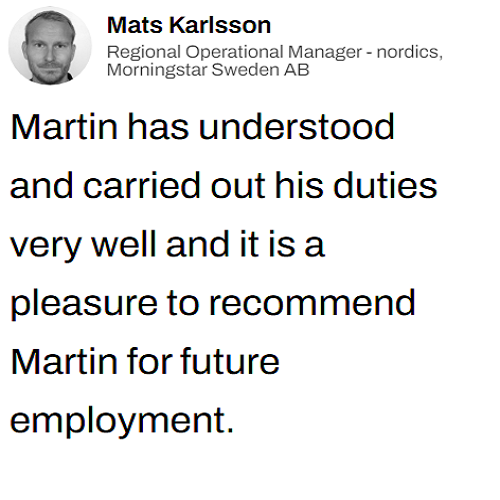 Mats Karlsson
Regional Operational Manager - nordics,
Morningstar Sweden AB
Martin has understood
and carried out his duties
very well and it is a
pleasure to recommend
Martin for future
employment.